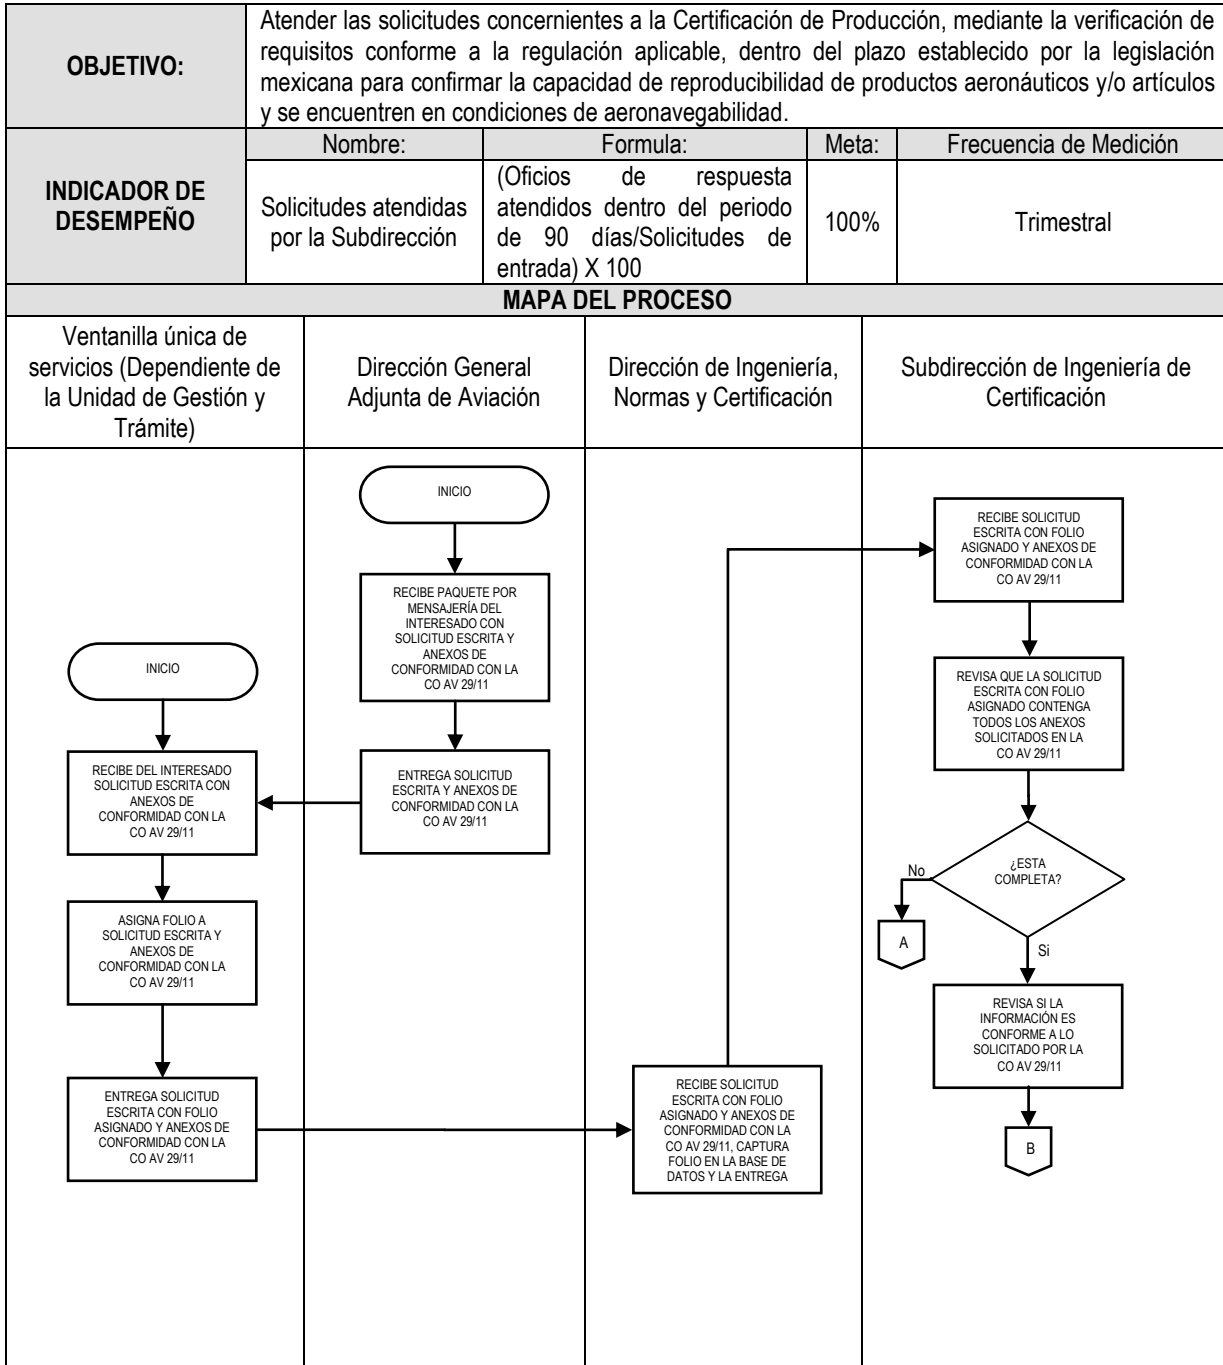 OBJETIVO:
Atender las solicitudes concernientes a la Certificación de Producción, mediante la verificación de
requisitos conforme a la regulación aplicable, dentro del plazo establecido por la legislación
mexicana para confirmar la capacidad de reproducibilidad de productos aeronáuticos y/o artículos
y se encuentren en condiciones de aeronavegabilidad.
INDICADOR DE
DESEMPEÑO
Nombre:
Formula:
Meta:
Frecuencia de Medición
Solicitudes atendidas
por la Subdirección
(Oficios de respuesta
atendidos dentro del periodo
de 90 días/Solicitudes de
entrada) X 100
100%
Trimestral
MAPA DEL PROCESO
Ventanilla única de
servicios (Dependiente de
la Unidad de Gestión y
Trámite)
Dirección General
Adjunta de Aviación
Dirección de Ingeniería,
Normas y Certificación
Subdirección de Ingeniería de
Certificación
INICIO
RECIBE DEL INTERESADO
SOLICITUD ESCRITA CON
ANEXOS DE
CONFORMIDAD CON LA
CO AV 29/11
ASIGNA FOLIO A
SOLICITUD ESCRITA Y
ANEXOS DE
CONFORMIDAD CON LA
CO AV 29/11
ENTREGA SOLICITUD
ESCRITA CON FOLIO
ASIGNADO Y ANEXOS DE
CONFORMIDAD CON LA
CO AV 29/11
INICIO
RECIBE PAQUETE POR
MENSAJERÍA DEL
INTERESADO CON
SOLICITUD ESCRITA Y
ANEXOS DE
CONFORMIDAD CON LA
CO AV 29/11
ENTREGA SOLICITUD
ESCRITA Y ANEXOS DE
CONFORMIDAD CON LA
CO AV 29/11
RECIBE SOLICITUD
ESCRITA CON FOLIO
ASIGNADO Y ANEXOS DE
CONFORMIDAD CON LA
CO AV 29/11, CAPTURA
FOLIO EN LA BASE DE
DATOS Y LA ENTREGA
RECIBE SOLICITUD
ESCRITA CON FOLIO
ASIGNADO Y ANEXOS DE
CONFORMIDAD CON LA
CO AV 29/11
REVISA QUE LA SOLICITUD
ESCRITA CON FOLIO
ASIGNADO CONTENGA
TODOS LOS ANEXOS
SOLICITADOS EN LA
CO AV 29/11
¿ESTA
COMPLETA?
No
A
Si
REVISA SI LA
INFORMACIÓN ES
CONFORME A LO
SOLICITADO POR LA
CO AV 29/11
B